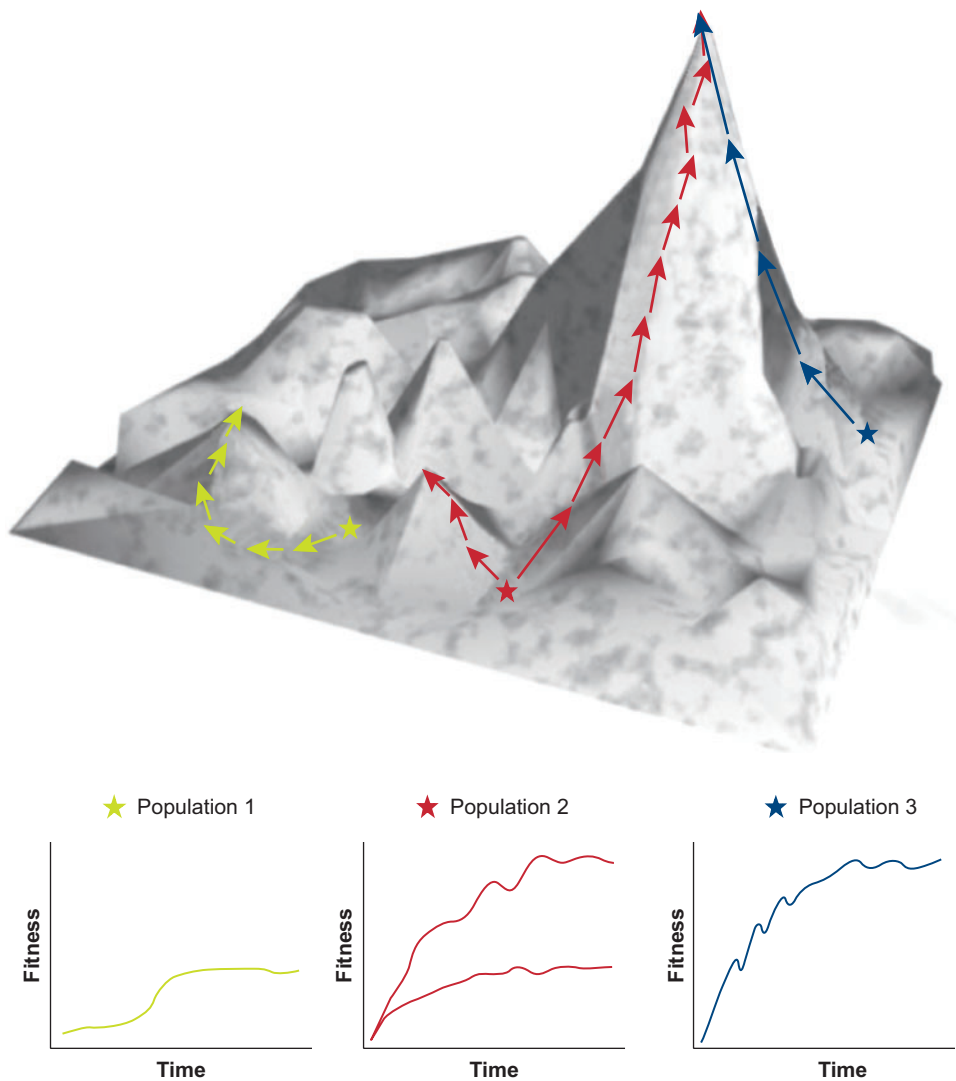 Population 1
Population 2
Population 3
Fitness
Fitness
Fitness
Time
Time
Time